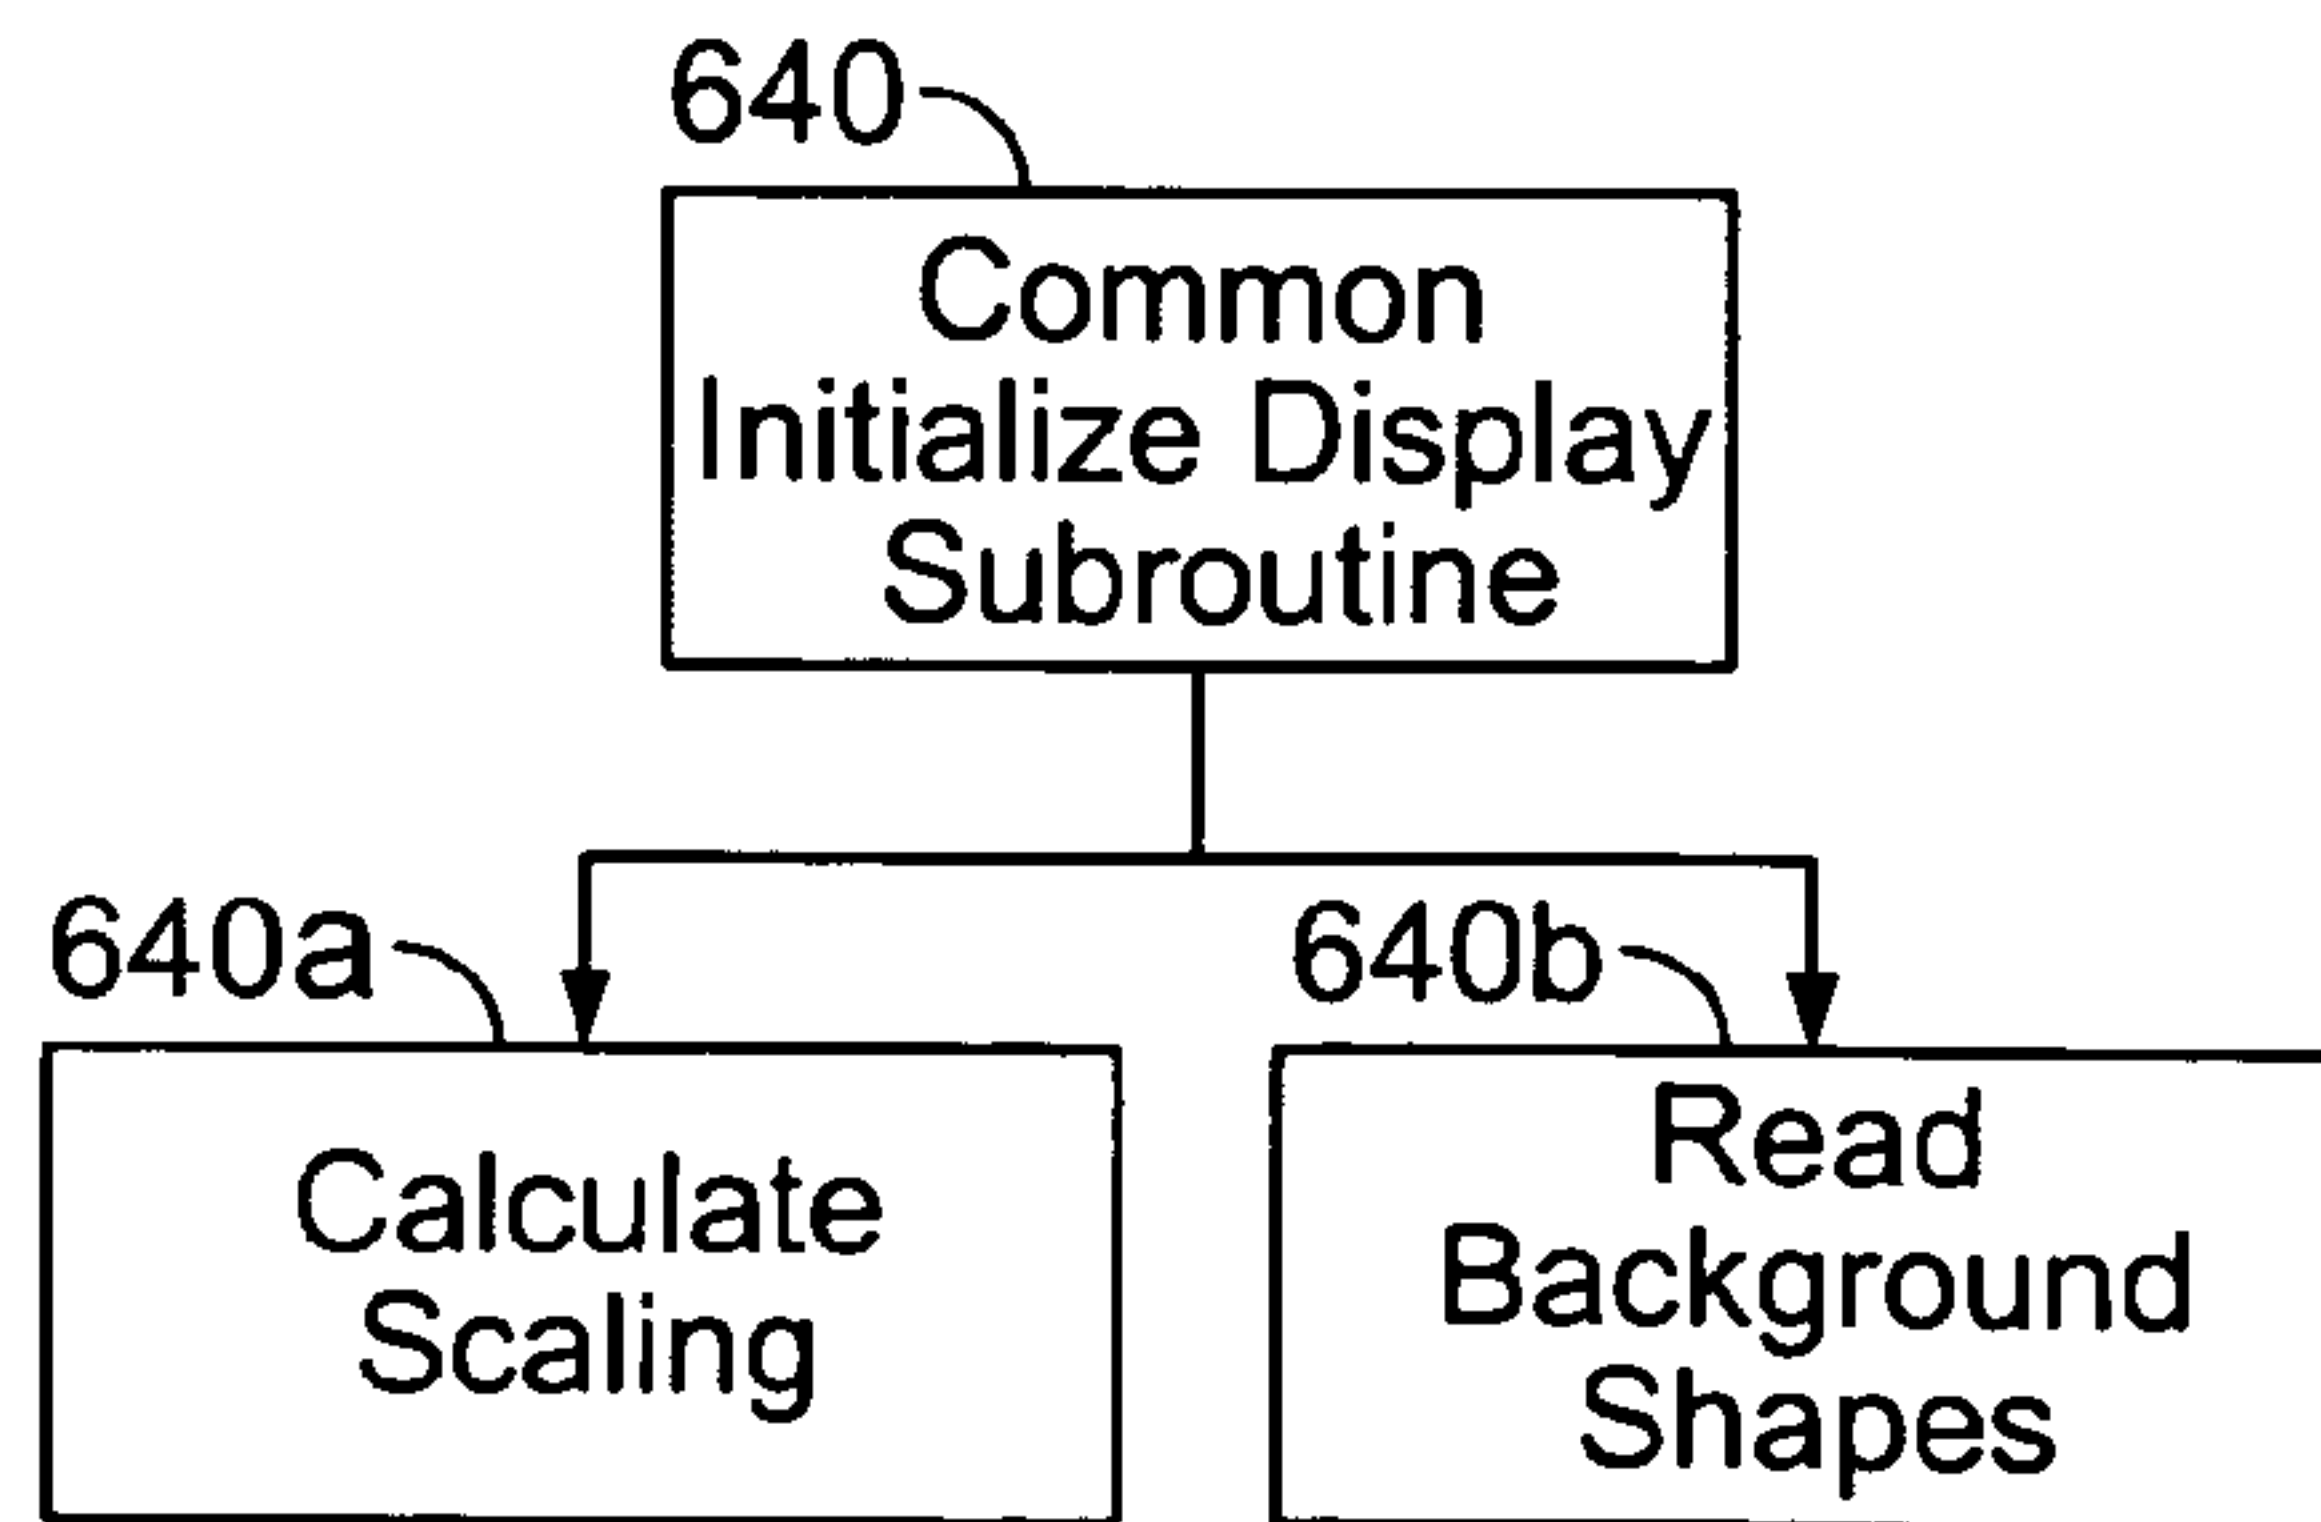 640
Common
Initialize Display
Subroutine
640a
Calculate
Scaling
640b
Read
Background
Shapes